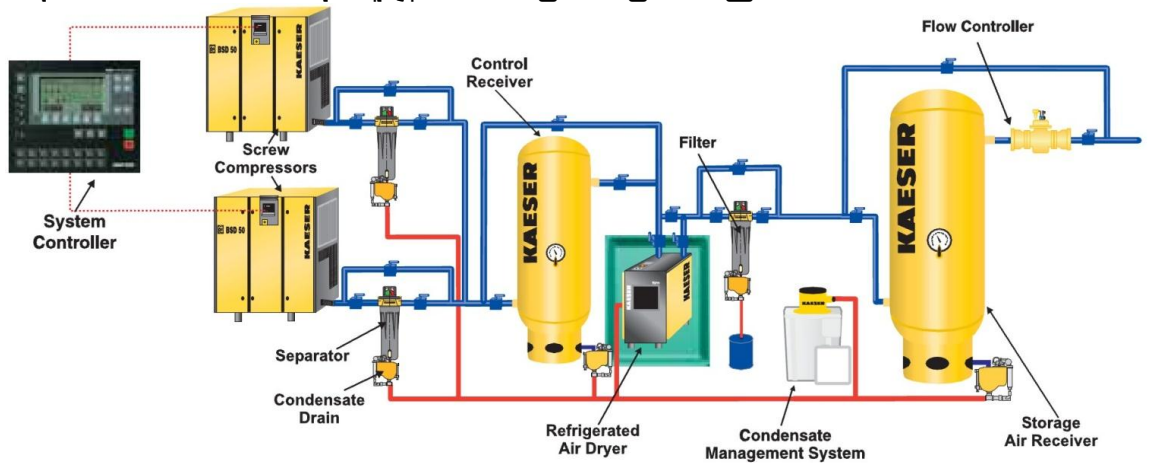 Flow Controller
Control
Receiver
KAESER
BSD 50
Screw
Compressors
Filter
KAESER
KAESER
System
Controller
KAESER
BSD 50
KAESER
KAESER
Separator
Condensate
Drain
Refrigerated
Air Dryer
Condensate
Management System
Storage
Air Receiver
KAESER